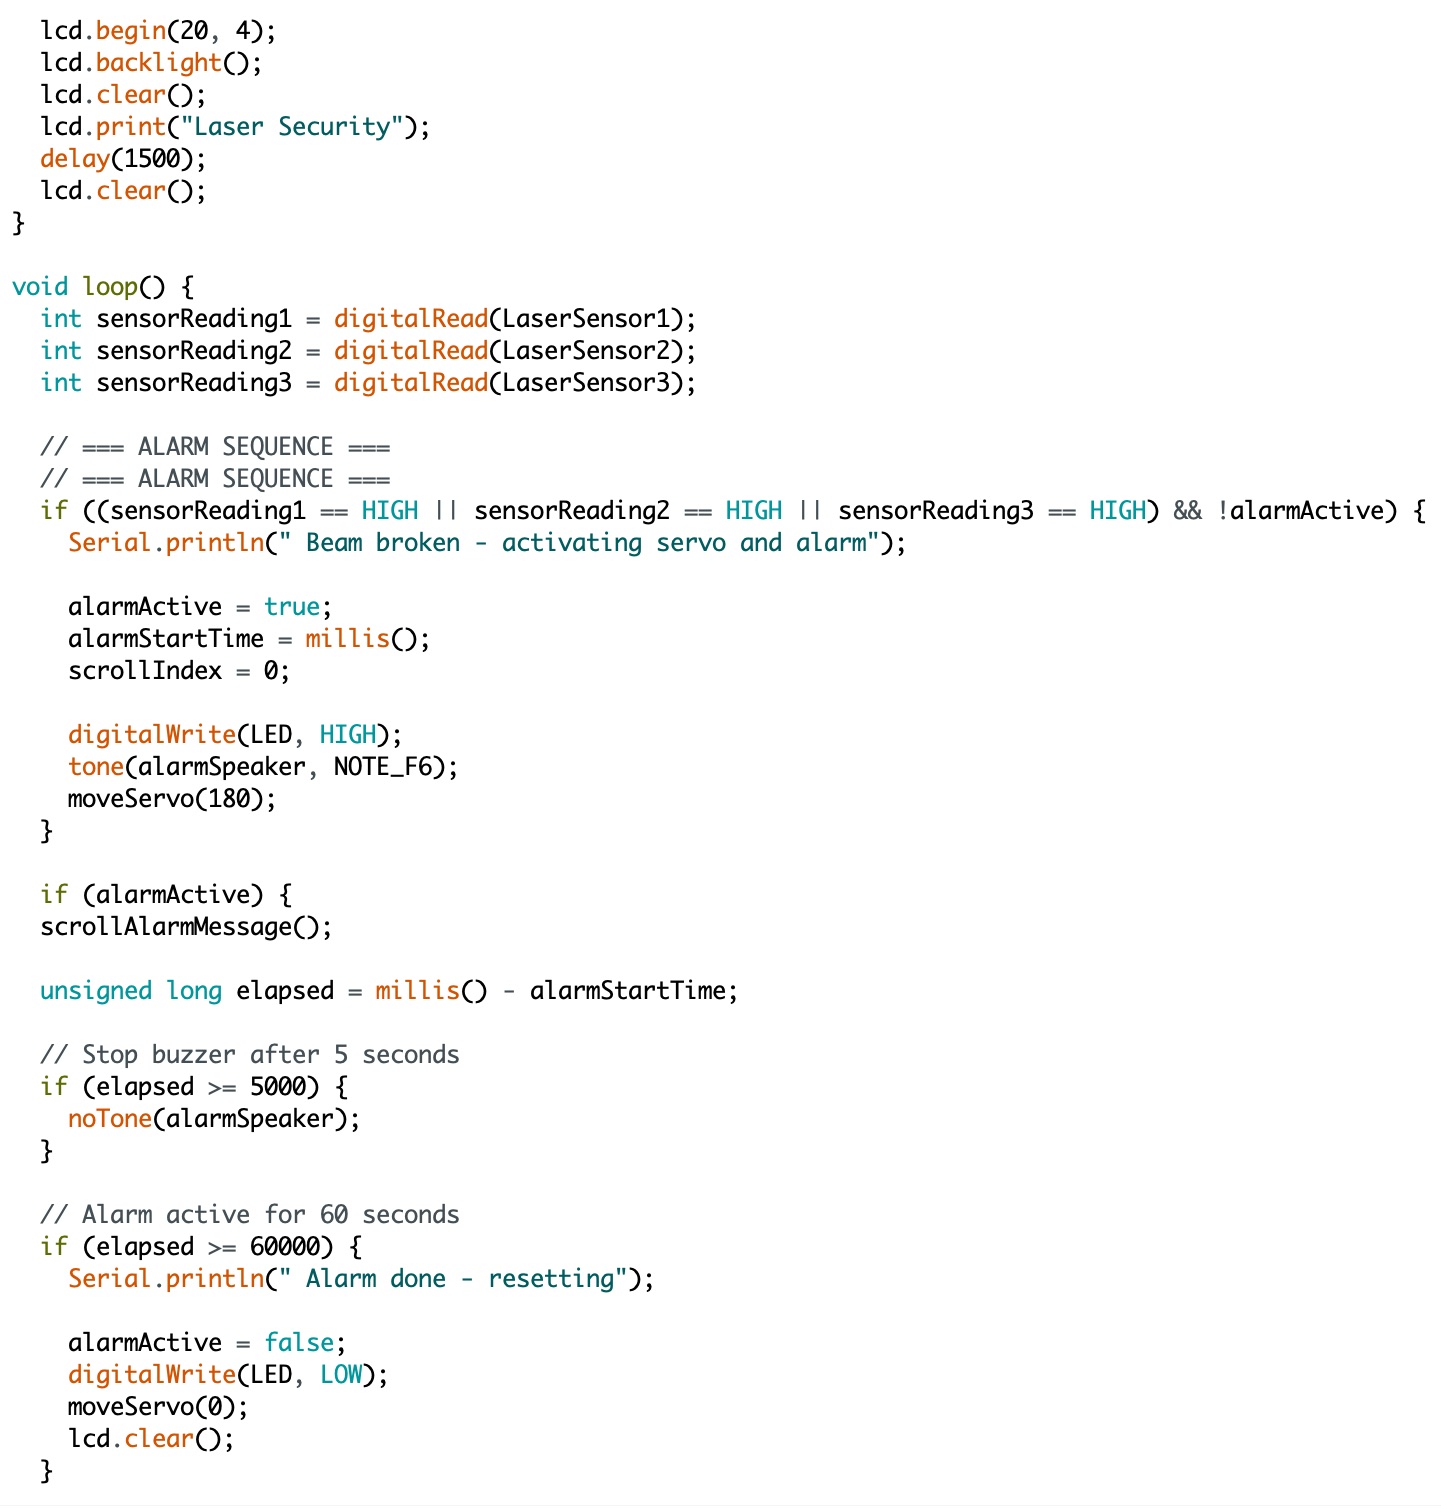 lcd.begin(20, 4);
lcd.backlight();
lcd.clear();
lcd.print("Laser Security");
delay(1500);
lcd.clear();
}
void loop() {
int sensorReading1 = digitalRead(LaserSensor1);
int sensorReading2 = digitalRead(LaserSensor2);
int sensorReading3 = digitalRead(LaserSensor3);
// === ALARM SEQUENCE ===
// === ALARM SEQUENCE ===
if ((sensorReading1 == HIGH || sensorReading2 == HIGH || sensorReading3 == HIGH) && !alarmActive) {
Serial.println(" Beam broken - activating servo and alarm");
alarmActive = true;
alarmStartTime = millis();
scrollIndex = 0;
digitalWrite(LED, HIGH);
tone(alarmSpeaker, NOTE_F6);
moveServo(180);
}
if (alarmActive) {
scrollAlarmMessage();
unsigned long elapsed = millis() - alarmStartTime;
// Stop buzzer after 5 seconds
if (elapsed >= 5000) {
noTone(alarmSpeaker);
}
// Alarm active for 60 seconds
if (elapsed >= 60000) {
Serial.println(" Alarm done - resetting");
alarmActive = false;
digitalWrite(LED, LOW);
moveServo(0);
lcd.clear();
}